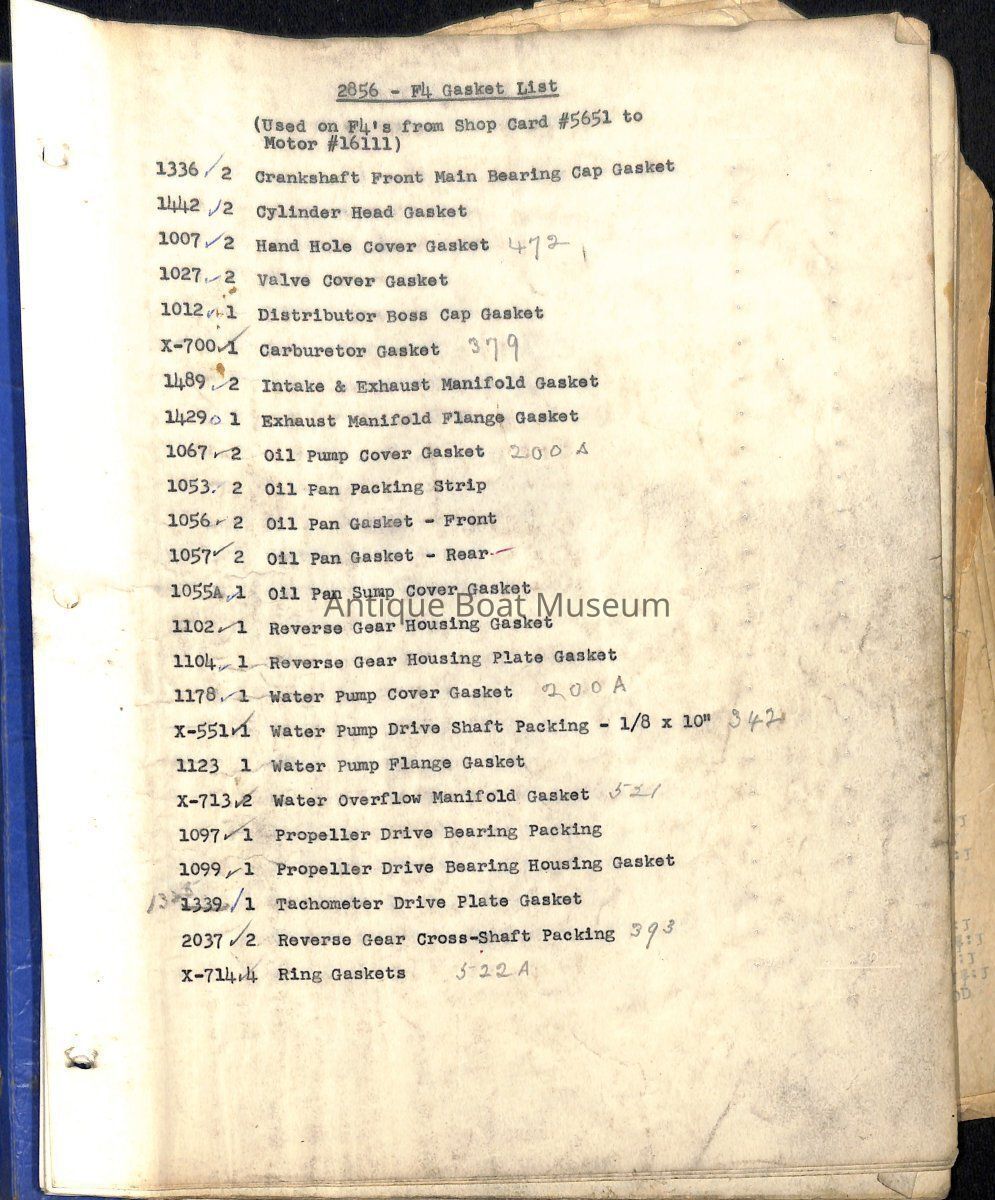 2856 - F4 Gasket List
(Used on F4's from Shop Card #5651 to
Motor #16111)
1336 2 Crankshaft Front Main Bearing Cap Gasket
1442 2 Cylinder Head Gasket
1007 2 Hand Hole Cover Gasket 472
1027 2 Valve Cover Gasket
1012 1 Distributor Boss Cap Gasket
X-700 1 Carburetor Gasket 379
1489 2 Intake & Exhaust Manifold Gasket
1429 1 Exhaust Manifold Flange Gasket
1067 2 Oil Pump Cover Gasket 200 A
1053 2 Oil Pan Packing Strip
1056 2 Oil Pan Gasket - Front
1057 2 Oil Pan Gasket - Rear
1055A 1 Oil Pan Sump Cover Gasket
Antique Boat Museum
1102 1 Reverse Gear Housing Gasket
1104 1 Reverse Gear Housing Plate Gasket
1178 1 Water Pump Cover Gasket 200A
X-551 1 Water Pump Drive Shaft Packing - 1/8 x 10" 342
1123 1 Water Pump Flange Gasket
X-713 2 Water Overflow Manifold Gasket 521
1097 1 Propeller Drive Bearing Packing
1099 1 Propeller Drive Bearing Housing Gasket
1339 1 Tachometer Drive Plate Gasket
2037 2 Reverse Gear Cross-Shaft Packing 393
X-714 4 Ring Gaskets 522A